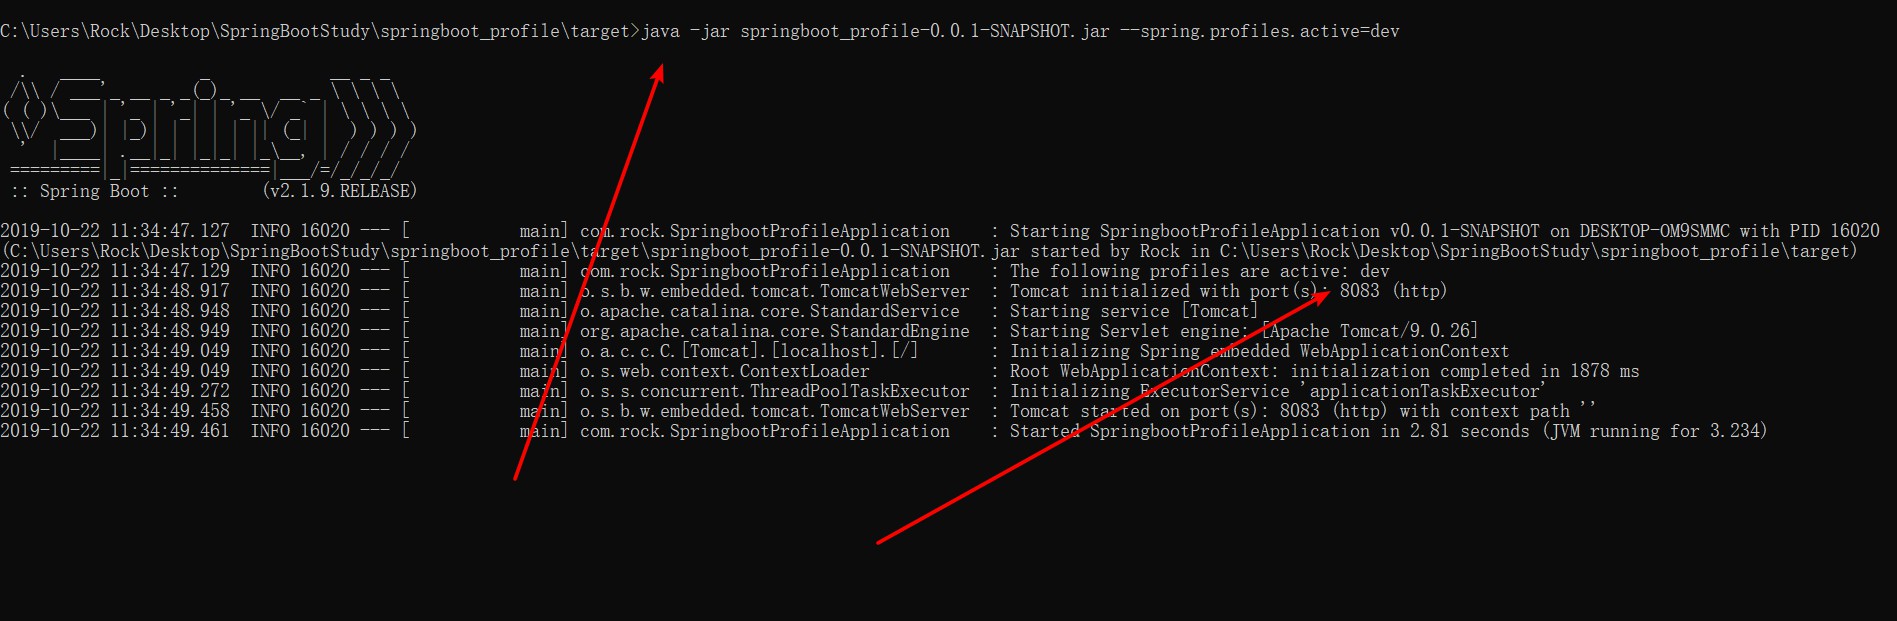 C:\Users\Rock\Desktop\SpringBootStudy\springboot_profile\target>java -jar springboot_profile-0.0.1-SNAPSHOT.jar --spring.profiles.active=dev
  .   ____          _            __ _ _
 /\\ / ___'_ __ _ _(_)_ __  __ _ \ \ \ \
( ( )\___ | '_ | '_| | '_ \/ _` | \ \ \ \
 \\/  ___)| |_)| | | | | || (_| |  ) ) ) )
  '  |____| .__|_| |_|_| |_\__, | / / / /
 =========|_|==============|___/=/_/_/_/
 :: Spring Boot ::        (v2.1.9.RELEASE)
2019-10-22 11:34:47.127  INFO 16020 --- [           main] com.rock.SpringbootProfileApplication    : Starting SpringbootProfileApplication v0.0.1-SNAPSHOT on DESKTOP-OM9SMMC with PID 16020
(C:\Users\Rock\Desktop\SpringBootStudy\springboot_profile\target\springboot_profile-0.0.1-SNAPSHOT.jar started by Rock in C:\Users\Rock\Desktop\SpringBootStudy\springboot_profile\target)
2019-10-22 11:34:47.129  INFO 16020 --- [           main] com.rock.SpringbootProfileApplication    : The following profiles are active: dev
2019-10-22 11:34:48.917  INFO 16020 --- [           main] o.s.b.w.embedded.tomcat.TomcatWebServer  : Tomcat initialized with port(s): 8083 (http)
2019-10-22 11:34:48.948  INFO 16020 --- [           main] o.apache.catalina.core.StandardService   : Starting service [Tomcat]
2019-10-22 11:34:48.949  INFO 16020 --- [           main] org.apache.catalina.core.StandardEngine  : Starting Servlet engine: [Apache Tomcat/9.0.26]
2019-10-22 11:34:49.049  INFO 16020 --- [           main] o.a.c.c.C.[Tomcat].[localhost].[/]       : Initializing Spring embedded WebApplicationContext
2019-10-22 11:34:49.049  INFO 16020 --- [           main] o.s.web.context.ContextLoader            : Root WebApplicationContext: initialization completed in 1878 ms
2019-10-22 11:34:49.272  INFO 16020 --- [           main] o.s.s.concurrent.ThreadPoolTaskExecutor  : Initializing ExecutorService 'applicationTaskExecutor'
2019-10-22 11:34:49.458  INFO 16020 --- [           main] o.s.b.w.embedded.tomcat.TomcatWebServer  : Tomcat started on port(s): 8083 (http) with context path ''
2019-10-22 11:34:49.461  INFO 16020 --- [           main] com.rock.SpringbootProfileApplication    : Started SpringbootProfileApplication in 2.81 seconds (JVM running for 3.234)